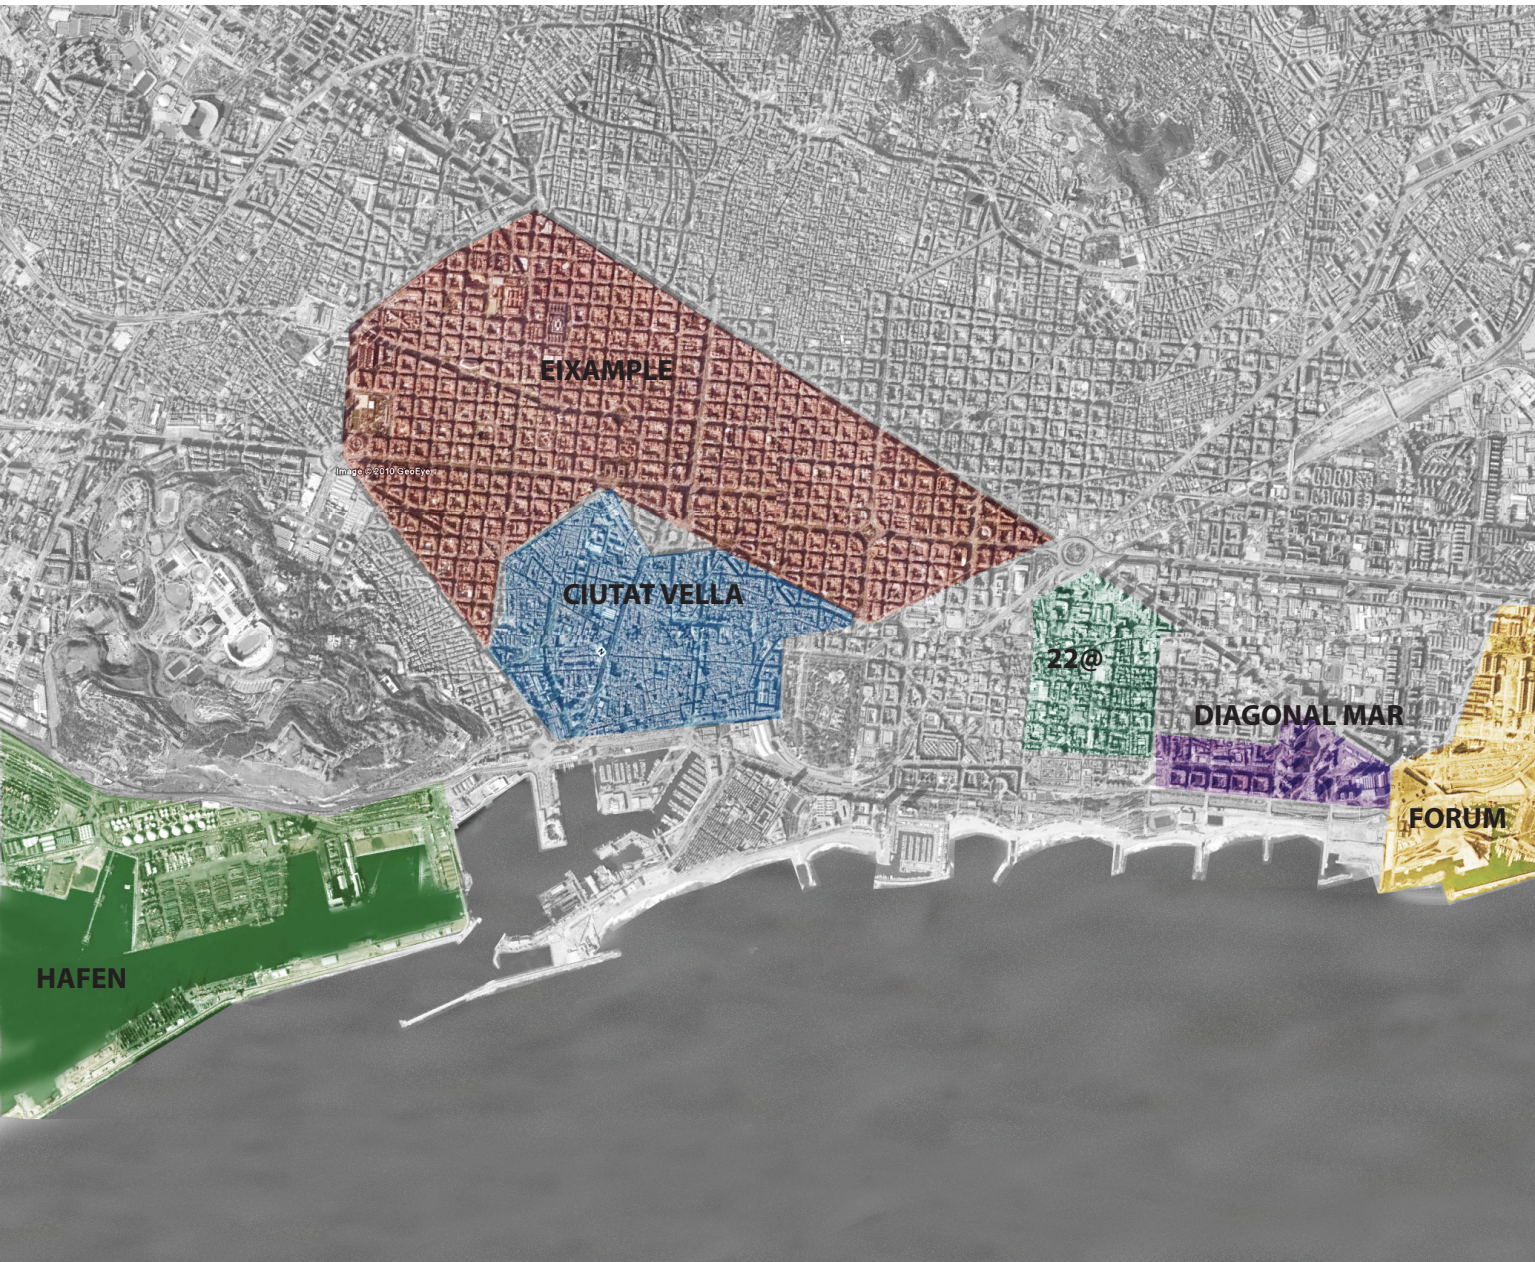 EIXAMPLE
Image © 2010 GeoEye
CIUTAT VELLA
22@
DIAGONAL MAR
FORUM
HAFEN